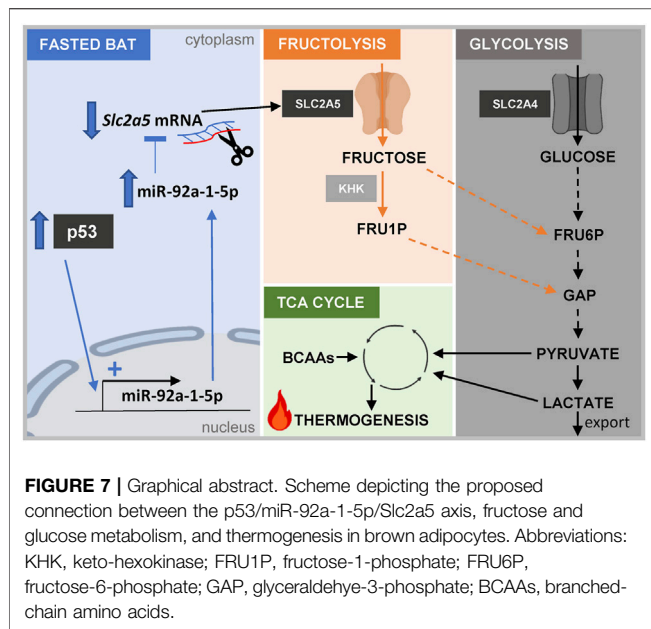 FASTED BAT
cytoplasm
Slc2a5 mRNA
miR-92a-1-5p
p53
+
miR-92a-1-5p
nucleus
FRUCTOLYSIS
SLC2A5
FRUCTOSE
KHK
FRU1P
GLYCOLYSIS
SLC2A4
GLUCOSE
FRU6P
GAP
PYRUVATE
LACTATE
export
TCA CYCLE
BCAAs
THERMOGENESIS
FIGURE 7 | Graphical abstract. Scheme depicting the proposed
connection between the p53/miR-92a-1-5p/Slc2a5 axis, fructose and
glucose metabolism, and thermogenesis in brown adipocytes. Abbreviations:
KHK, keto-hexokinase; FRU1P, fructose-1-phosphate; FRU6P,
fructose-6-phosphate; GAP, glyceraldehye-3-phosphate; BCAAs, branched-
chain amino acids.